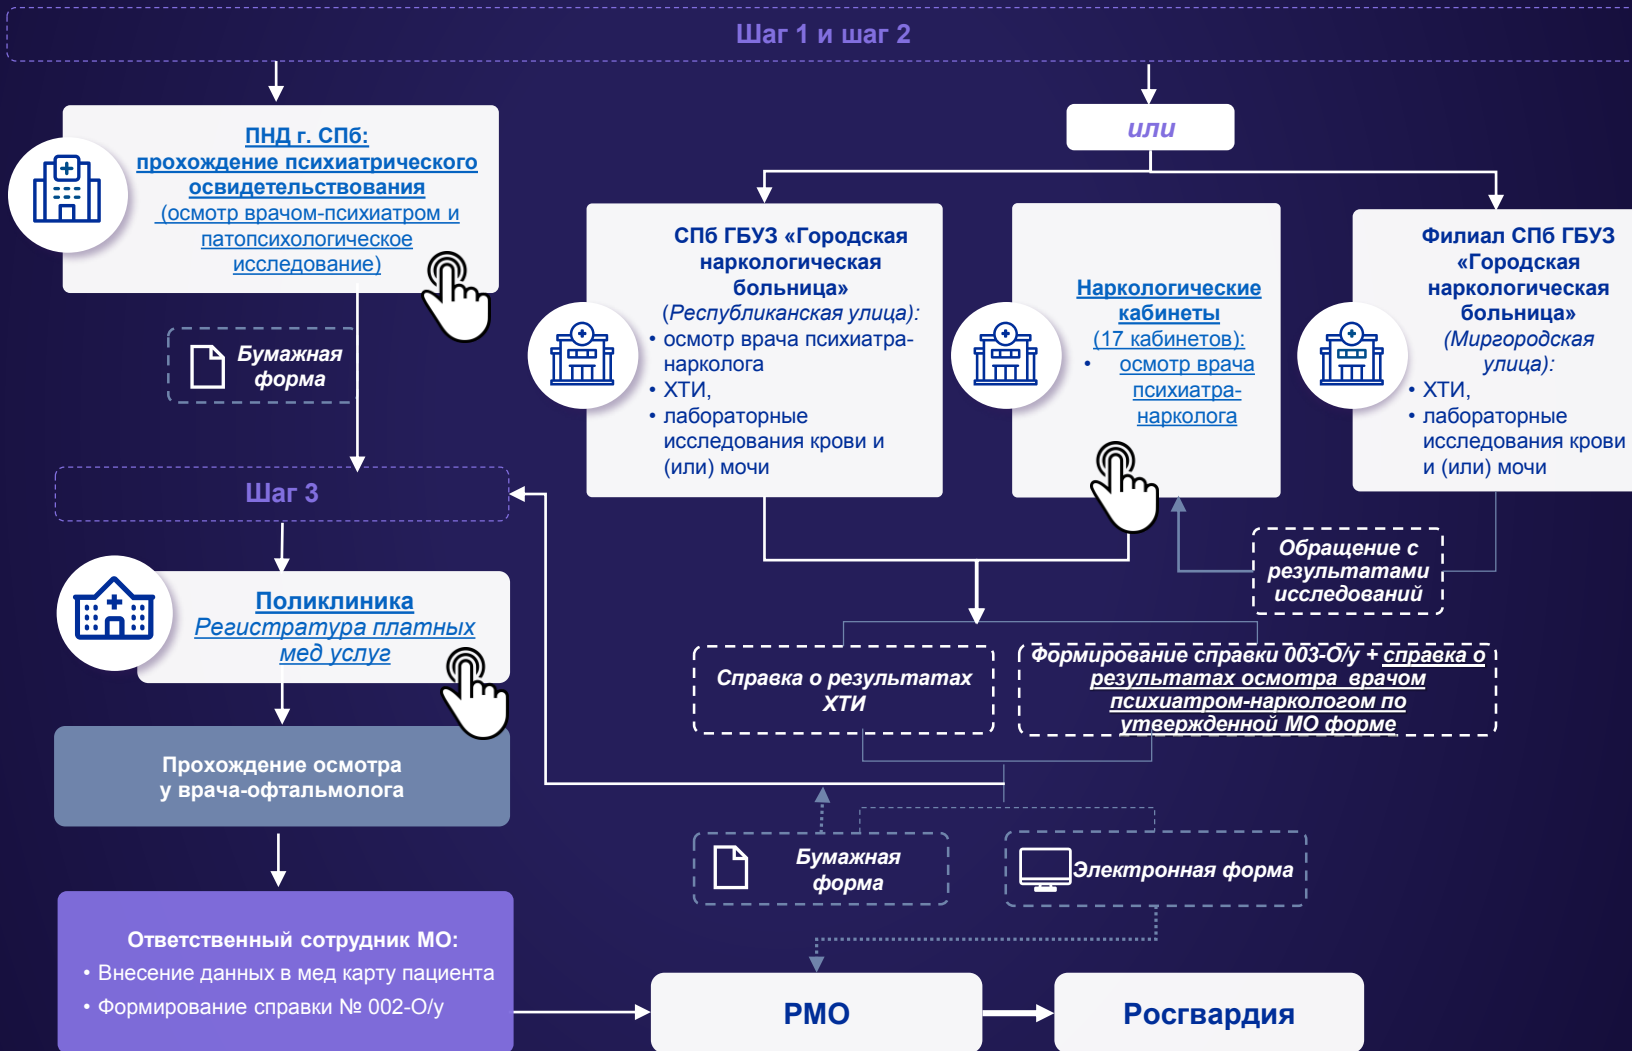 Шаг 1 и шаг 2
ПНД г. СПб:
прохождение психиатрического
освидетельствования
(осмотр врачом-психиатром и
патопсихологическое
исследование)
Бумажная
форма
или
СПб ГБУЗ «Городская
наркологическая
больница»
(Республиканская улица):
• осмотр врача психиатра-
нарколога
• ХТИ,
• лабораторные
исследования крови и
(или) мочи
Наркологические
кабинеты
(17 кабинетов):
• осмотр врача
психиатра-
нарколога
Филиал СПб ГБУЗ
«Городская
наркологическая
больница»
(Миргородская
улица):
• ХТИ,
• лабораторные
исследования крови
и (или) мочи
Обращение с
результатами
исследований
Шаг 3
Поликлиника
Регистратура платных
мед услуг
Справка о результатах
ХТИ
Формирование справки 003-О/у + справка о
результатах осмотра врачом
психиатром-наркологом по
утвержденной МО форме
Прохождение осмотра
у врача-офтальмолога
Бумажная
форма
Электронная форма
Ответственный сотрудник МО:
• Внесение данных в мед карту пациента
• Формирование справки № 002-О/у
РМО
Росгвардия